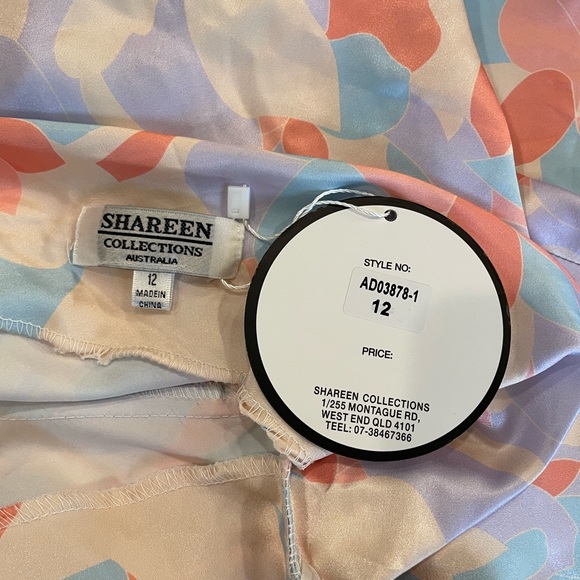 SHAREEN
COLLECTIONS
AUSTRALIA
12
MADE IN
CHINA
STYLE NO:
AD03878-1
12
PRICE:
SHAREEN COLLECTIONS
1/255 MONTAGUE RD,
WEST END QLD 4101
TEEL: 07-38467366